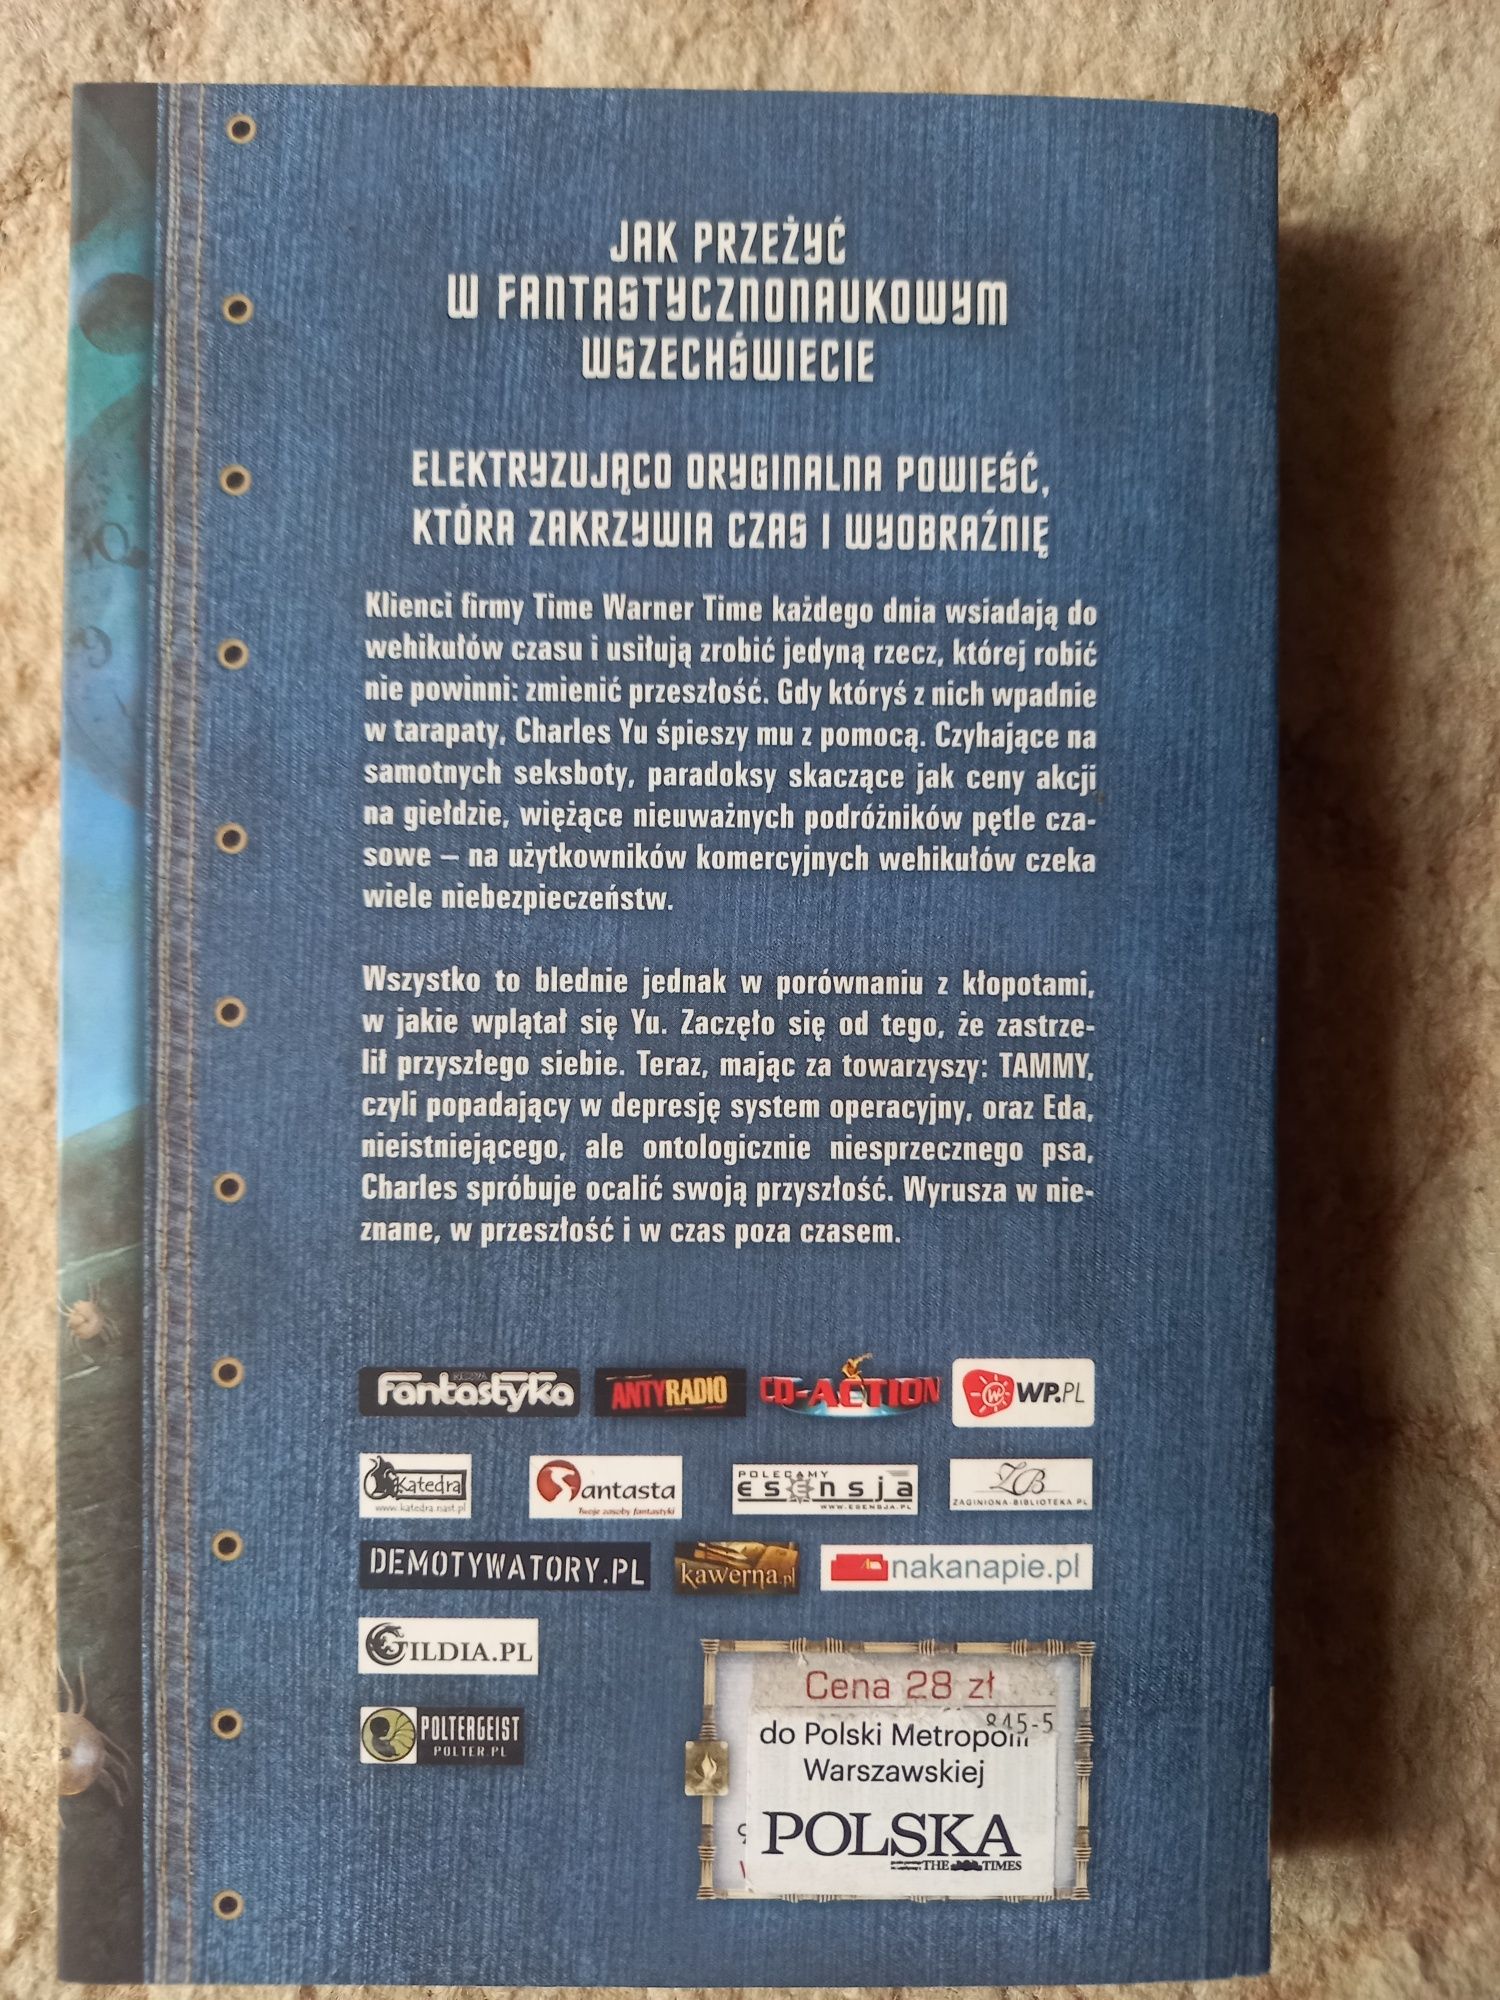 JAK PRZEŻYĆ
W FANTASTYCZNONAUKOWYM
WSZECHŚWIECIE
ELEKTRYZUJĄCO ORYGINALNA POWIEŚĆ,
KTÓRA ZAKRZYWIA CZAS I WYOBRAŹNIĘ
Klienci firmy Time Warner Time każdego dnia wsiadają do
wehikułów czasu i usiłują zrobić jedyną rzecz, której robić
nie powinni: zmienić przeszłość. Gdy któryś z nich wpadnie
w tarapaty, Charles Yu śpieszy mu z pomocą. Czyhające na
samotnych seksboty, paradoksy skaczące jak ceny akcji
na giełdzie, więżące nieuważnych podróżników pętle cza-
sowe – na użytkowników komercyjnych wehikułów czeka
wiele niebezpieczeństw.
Wszystko to blednie jednak w porównaniu z kłopotami,
w jakie wplątał się Yu. Zaczęło się od tego, że zastrze-
lił przyszłego siebie. Teraz, mając za towarzyszy: TAMMY,
czyli popadający w depresję system operacyjny, oraz Eda,
nieistniejącego, ale ontologicznie niesprzecznego psa,
Charles spróbuje ocalić swoją przyszłość. Wyrusza w nie-
znane, w przeszłość i w czas poza czasem.
NOWA
Fantastyka ANTYRADIO CD-ACTION WP.PL
Katedra
www.katedra.nast.pl
Fantasta
Twoje zasoby fantastyki
POLECAMY
esensja
WWW.ESENSJA.PL
ZB
ZAGINIONA-BIBLIOTEKA.PL
DEMOTYWATORY.PL kawerna.pl nakanapie.pl
GILDIA.PL
POLTERGEIST
POLTER.PL
Cena 28 zł
845-5
do Polski Metropolii
Warszawskiej
POLSKA
THE TIMES